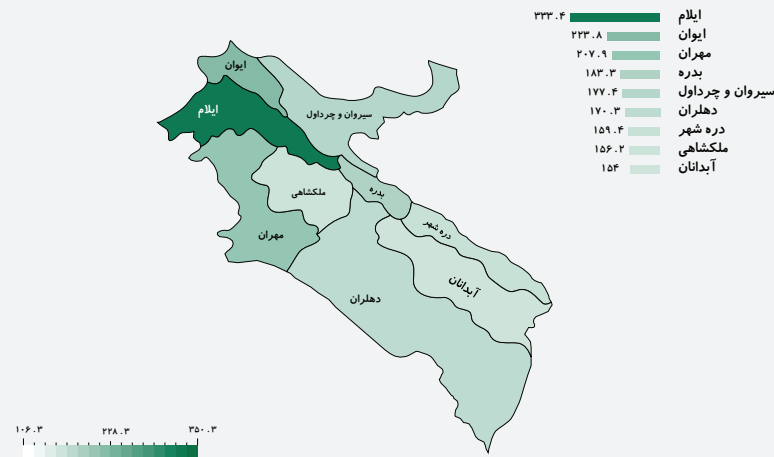 ایلام ۳۳۳.۴
ایوان ۲۲۳.۸
مهران ۲۰۷.۹
بدره ۱۸۳.۳
سیروان و چرداول ۱۷۷.۴
دهلران ۱۷۰.۳
دره شهر ۱۵۹.۴
ملکشاهی ۱۵۶.۲
آبدانان ۱۵۴
ایوان
ایلام
سیروان و چرداول
ملکشاهی
بدره
مهران
دره شهر
آبدانان
دهلران
۱۰۶.۳ ۲۲۸.۳ ۳۵۰.۳